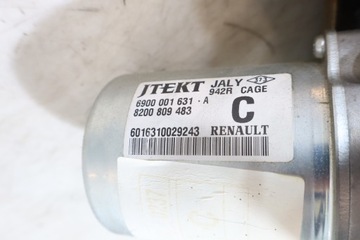 JTEKT JALY
942R CAGE
6900 001 631 - A
8200 809 483 C
6016310029243 RENAULT